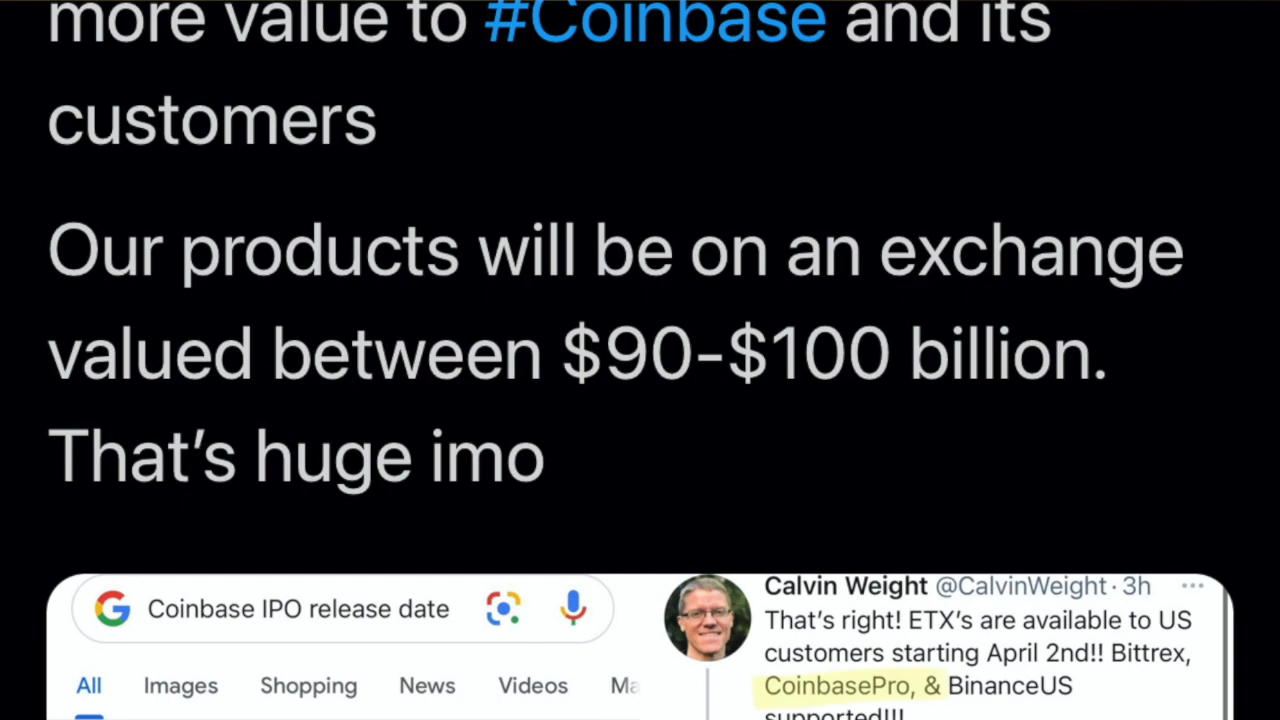 more value to #Coinbase and its
customers
Our products will be on an exchange
valued between $90-$100 billion.
That's huge imo
Coinbase IPO release date
All Images Shopping News Videos Ma
Calvin Weight @CalvinWeight · 3h ...
That's right! ETX's are available to US
customers starting April 2nd!! Bittrex,
CoinbasePro, & BinanceUS
supported!!!